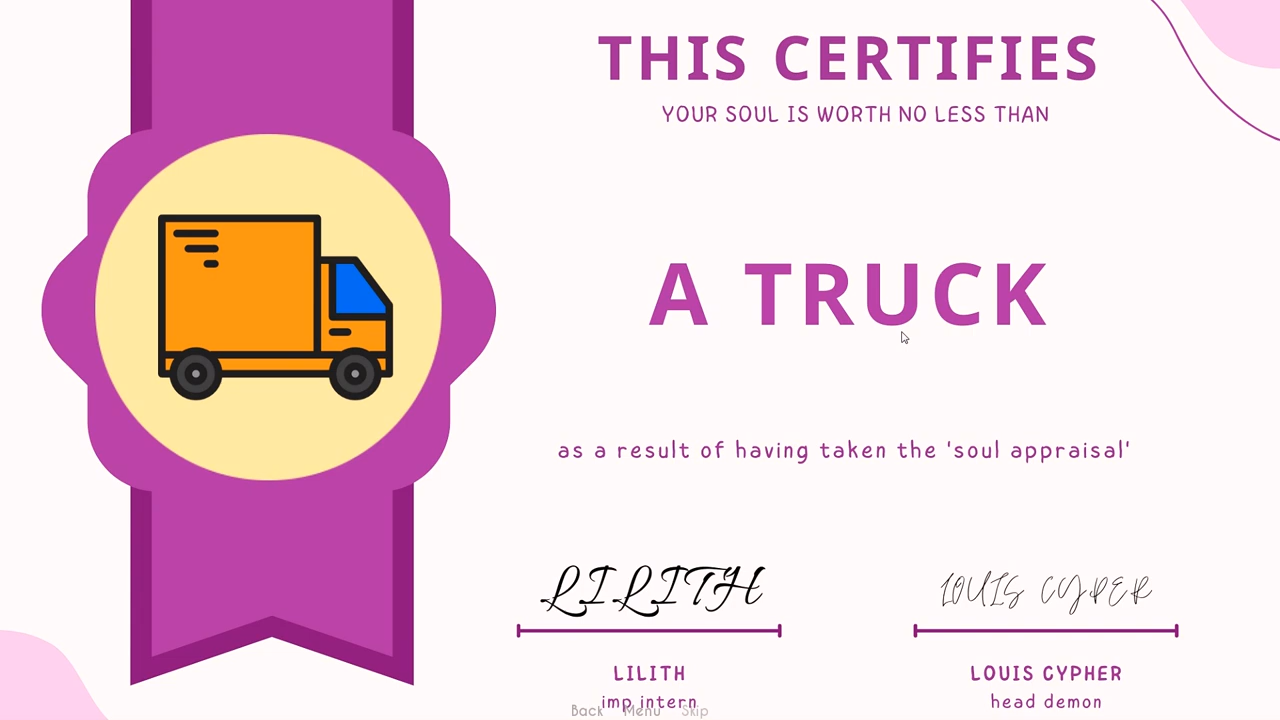 THIS CERTIFIES
YOUR SOUL IS WORTH NO LESS THAN
A TRUCK
as a result of having taken the 'soul appraisal'
LILITH
LOUIS CYPER
LILITH
LOUIS CYPHER
imp intern
head demon
Back Menu Skip